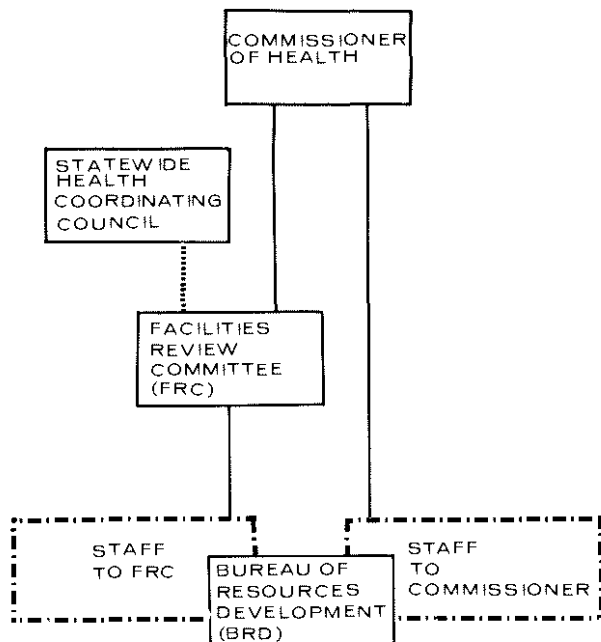 COMMISSIONER
OF HEALTH
STATEWIDE
HEALTH
COORDINATING
COUNCIL
FACILITIES
REVIEW
COMMITTEE
(FRC)
STAFF
TO FRC
BUREAU OF
RESOURCES
DEVELOPMENT
(BRD)
STAFF
TO
COMMISSIONER